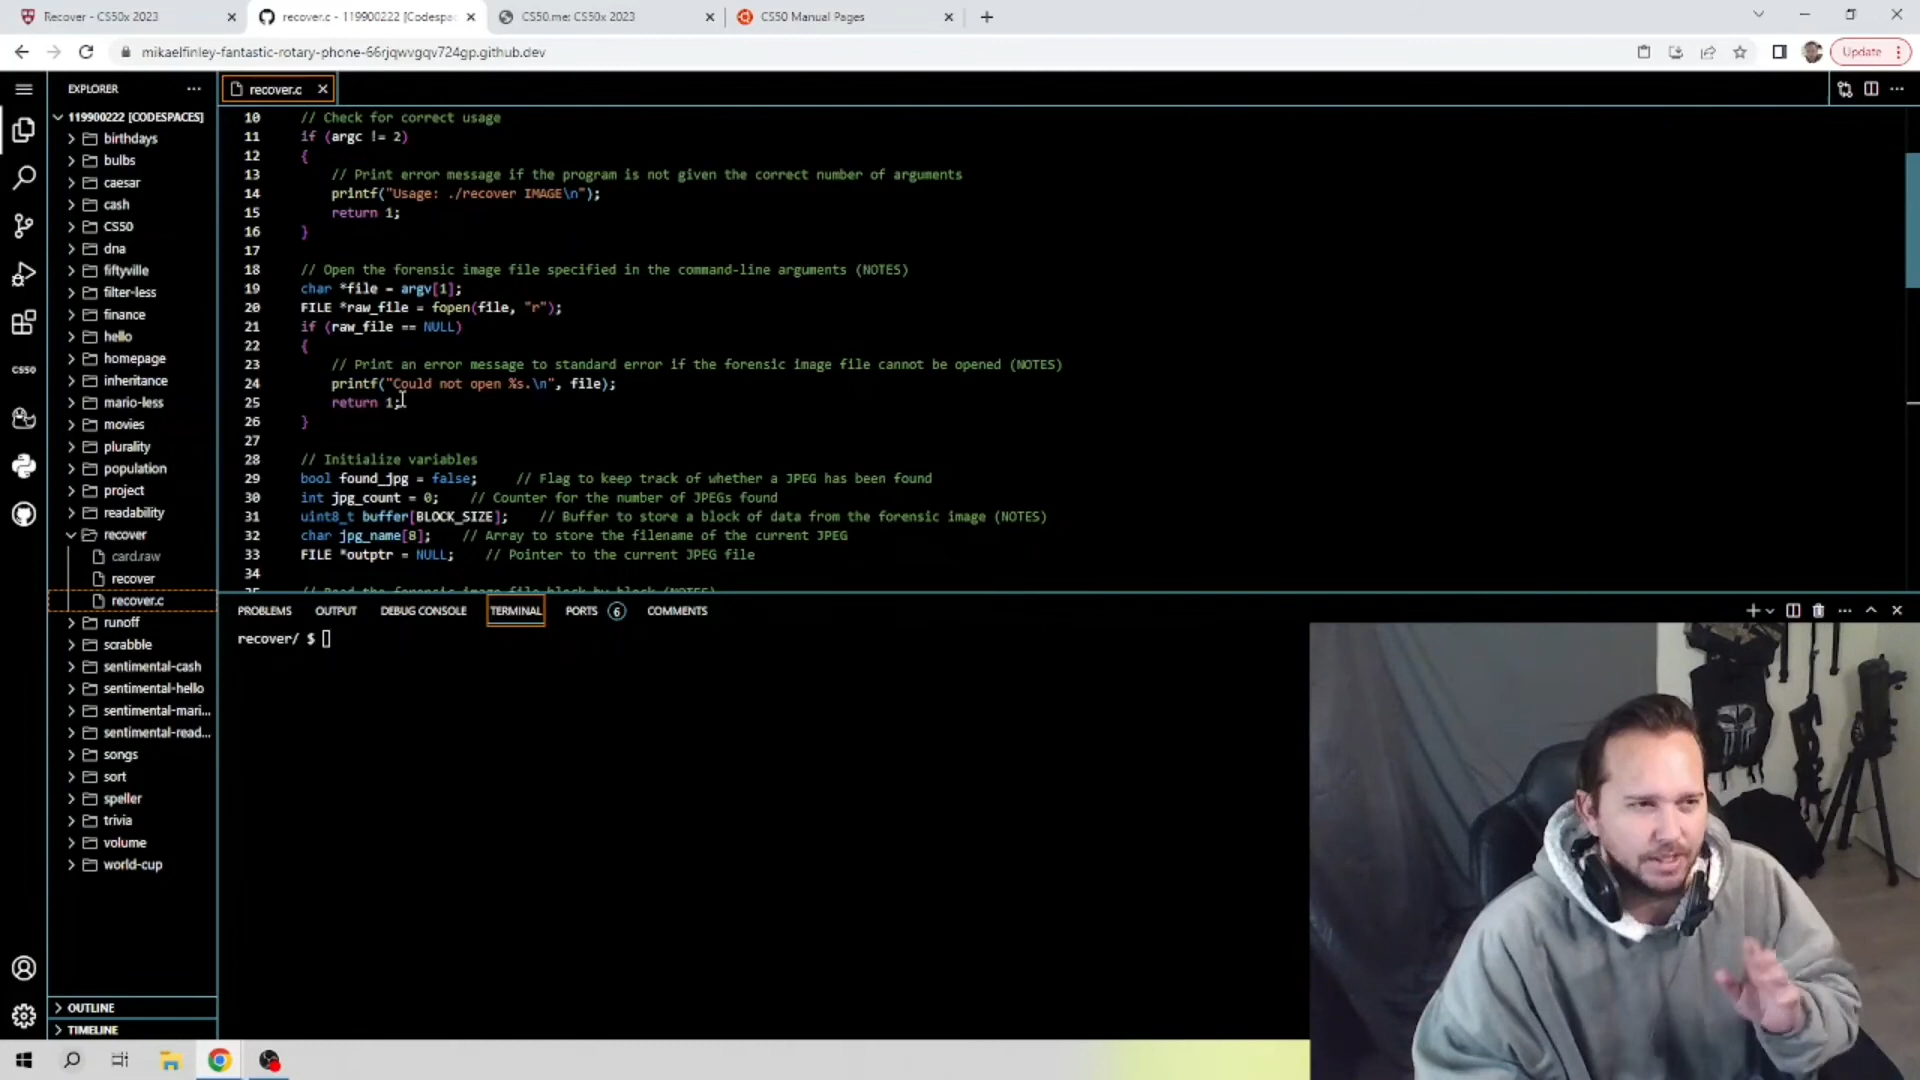 Recover - CS50x 2023
recover.c - 119900222 [Codespac
CS50.me: CS50x 2023
CS50 Manual Pages
mikaelfinley-fantastic-rotary-phone-66rjqwvgqv724gp.github.dev
Update
EXPLORER
recover.c
119900222 [CODESPACES]
birthdays
bulbs
caesar
cash
CS50
dna
fiftyville
filter-less
finance
hello
homepage
inheritance
mario-less
movies
plurality
population
project
readability
recover
card.raw
recover
recover.c
runoff
scrabble
sentimental-cash
sentimental-hello
sentimental-mari...
sentimental-read...
songs
sort
speller
trivia
volume
world-cup
OUTLINE
TIMELINE
CS50
10 // Check for correct usage
11 if (argc != 2)
12 {
13 // Print error message if the program is not given the correct number of arguments
14 printf("Usage: ./recover IMAGE\n");
15 return 1;
16 }
17
18 // Open the forensic image file specified in the command-line arguments (NOTES)
19 char *file = argv[1];
20 FILE *raw_file = fopen(file, "r");
21 if (raw_file == NULL)
22 {
23 // Print an error message to standard error if the forensic image file cannot be opened (NOTES)
24 printf("Could not open %s.\n", file);
25 return 1;
26 }
27
28 // Initialize variables
29 bool found_jpg = false; // Flag to keep track of whether a JPEG has been found
30 int jpg_count = 0; // Counter for the number of JPEGs found
31 uint8_t buffer[BLOCK_SIZE]; // Buffer to store a block of data from the forensic image (NOTES)
32 char jpg_name[8]; // Array to store the filename of the current JPEG
33 FILE *outptr = NULL; // Pointer to the current JPEG file
34
35 // Read the forensic image file block by block (NOTES)
PROBLEMS
OUTPUT
DEBUG CONSOLE
TERMINAL
PORTS 6
COMMENTS
recover/ $